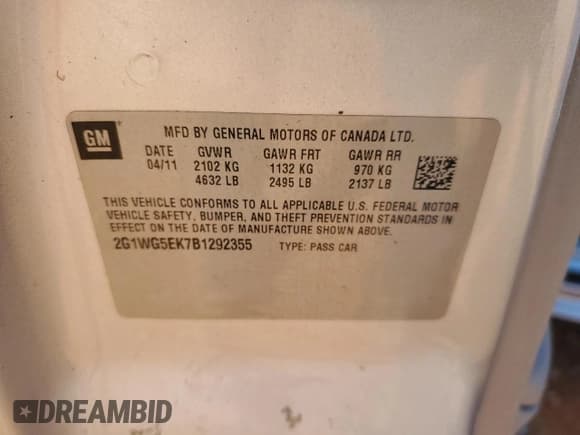 GM
MFD BY GENERAL MOTORS OF CANADA LTD.
DATE GVWR GAWR FRT GAWR RR
04/11 2102 KG 1132 KG 970 KG
4632 LB 2495 LB 2137 LB
THIS VEHICLE CONFORMS TO ALL APPLICABLE U.S. FEDERAL MOTOR
VEHICLE SAFETY, BUMPER, AND THEFT PREVENTION STANDARDS IN
EFFECT ON THE DATE OF MANUFACTURE SHOWN ABOVE.
2G1WG5EK7B1292355 TYPE: PASS CAR
DREAMBID